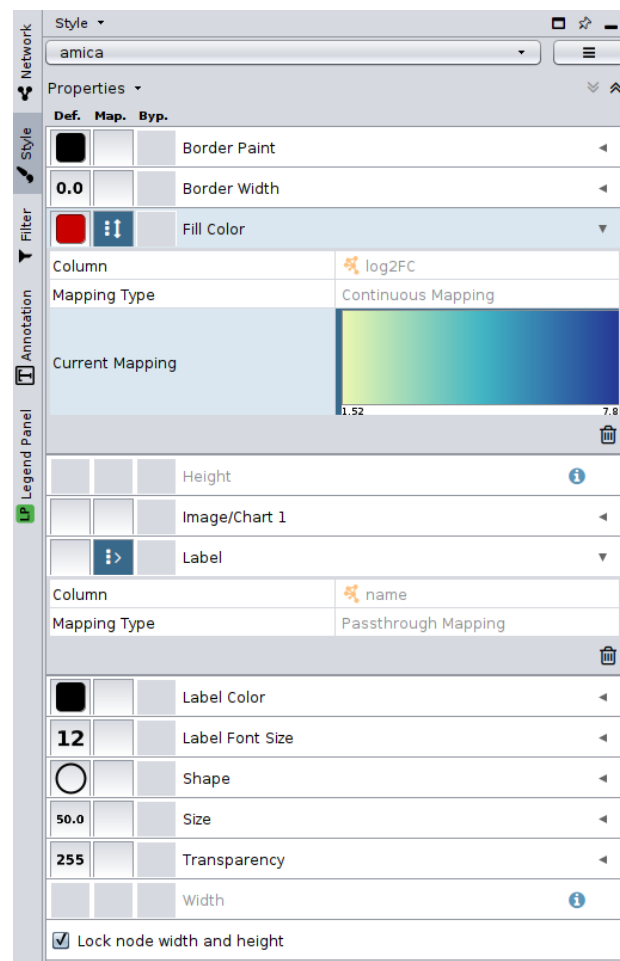 Style
amica
Properties
Def. Map. Byp.
Border Paint
0.0 Border Width
Fill Color
Column log2FC
Mapping Type Continuous Mapping
Current Mapping
1.52 7.8
Height
Image/Chart 1
Label
Column name
Mapping Type Passthrough Mapping
Label Color
12 Label Font Size
Shape
50.0 Size
255 Transparency
Width
Lock node width and height
Network
Style
Filter
T Annotation
LP Legend Panel